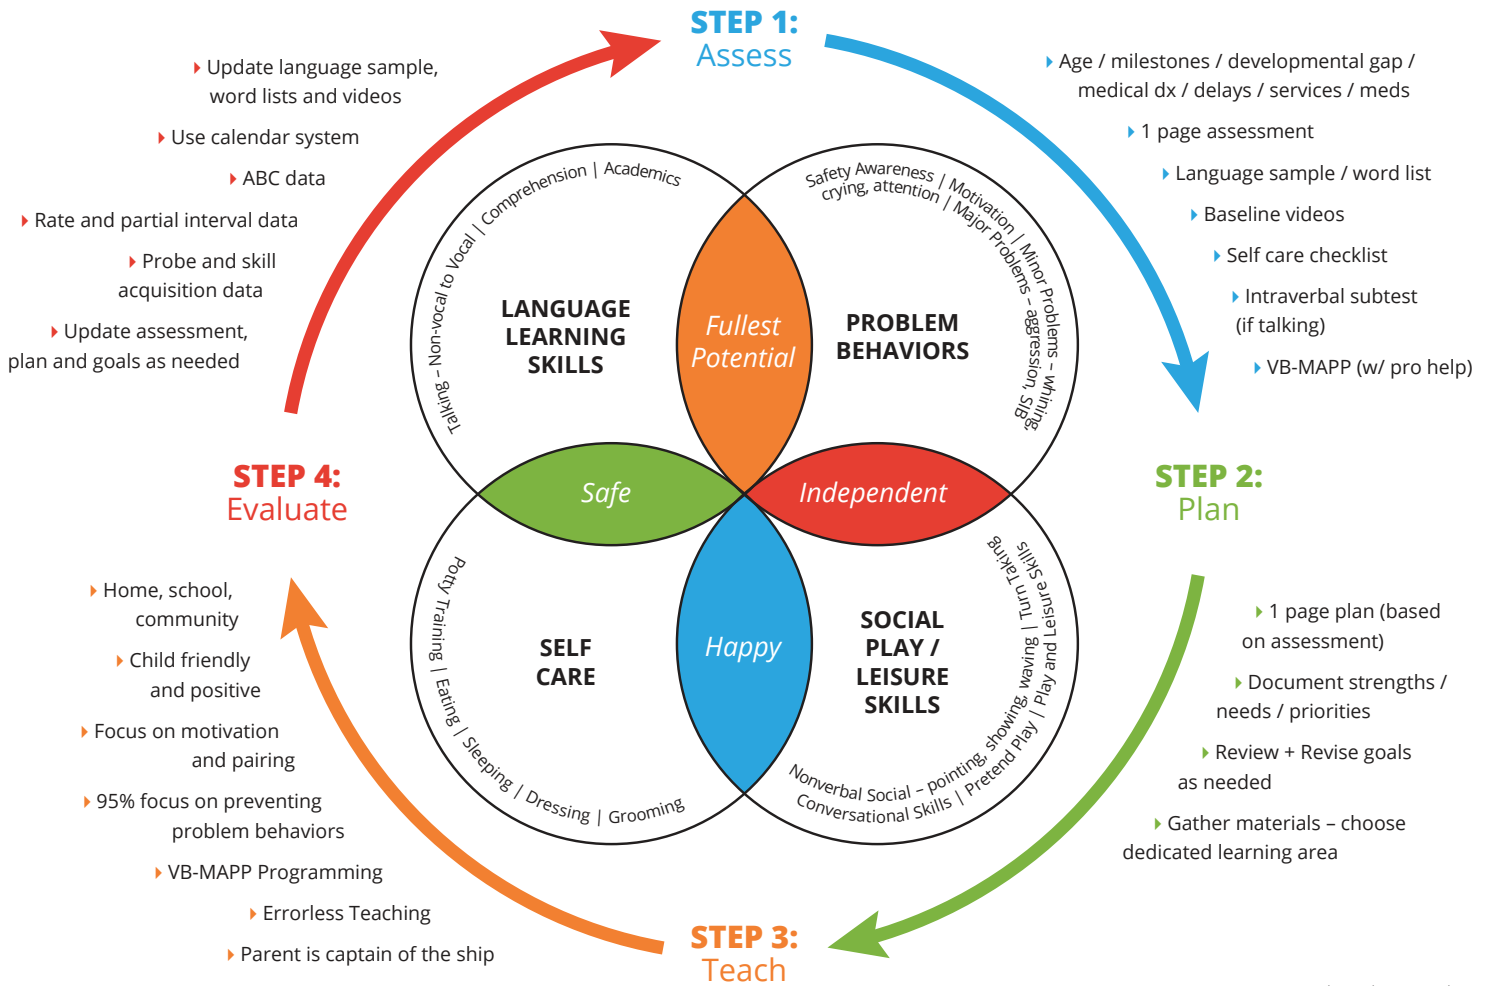 STEP 1:
Assess
Age / milestones / developmental gap /
medical dx / delays / services / meds
1 page assessment
Language sample / word list
Baseline videos
Self care checklist
Intraverbal subtest
(if talking)
VB-MAPP (w/ pro help)
STEP 2:
Plan
1 page plan (based
on assessment)
Document strengths /
needs / priorities
Review + Revise goals
as needed
Gather materials – choose
dedicated learning area
STEP 3:
Teach
Home, school,
community
Child friendly
and positive
Focus on motivation
and pairing
95% focus on preventing
problem behaviors
VB-MAPP Programming
Errorless Teaching
Parent is captain of the ship
STEP 4:
Evaluate
Update language sample,
word lists and videos
Use calendar system
ABC data
Rate and partial interval data
Probe and skill
acquisition data
Update assessment,
plan and goals as needed
Talking – Non-vocal to Vocal | Comprehension | Academics
LANGUAGE
LEARNING
SKILLS
Safety Awareness | Motivation | Minor Problems – whining,
crying, attention | Major Problems – aggression, SIB,
PROBLEM
BEHAVIORS
Fullest
Potential
Safe
Independent
Happy
Potty Training | Eating | Sleeping | Dressing | Grooming
SELF
CARE
SOCIAL
PLAY /
LEISURE
SKILLS
Nonverbal Social – pointing, showing, waving | Turn Taking
Conversational Skills | Pretend Play | Play and Leisure Skills